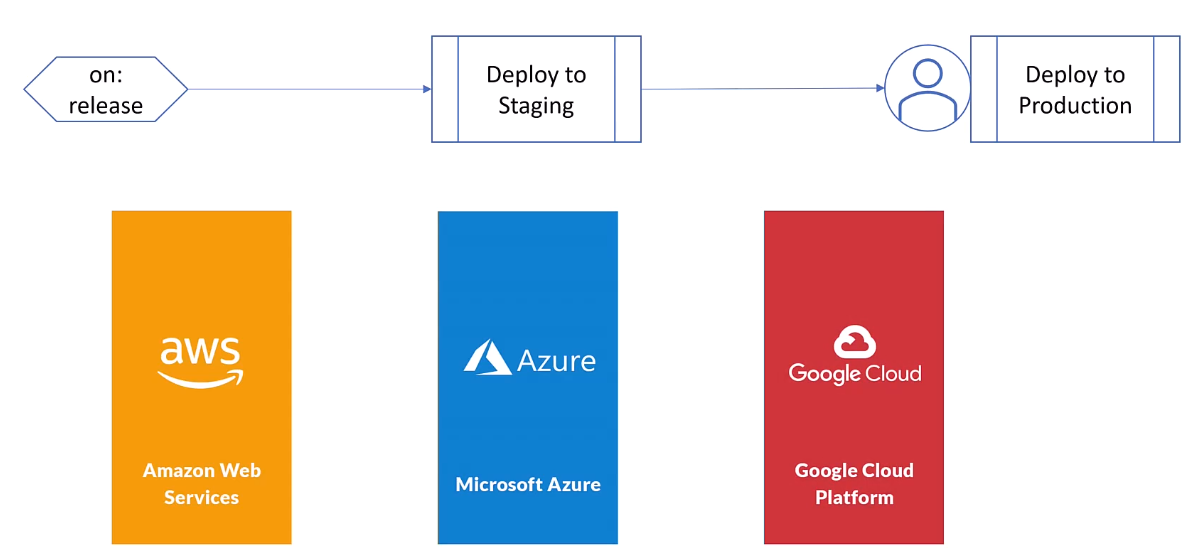 on:
release
Deploy to
Staging
Deploy to
Production
aws
Amazon Web
Services
Azure
Microsoft Azure
Google Cloud
Google Cloud
Platform